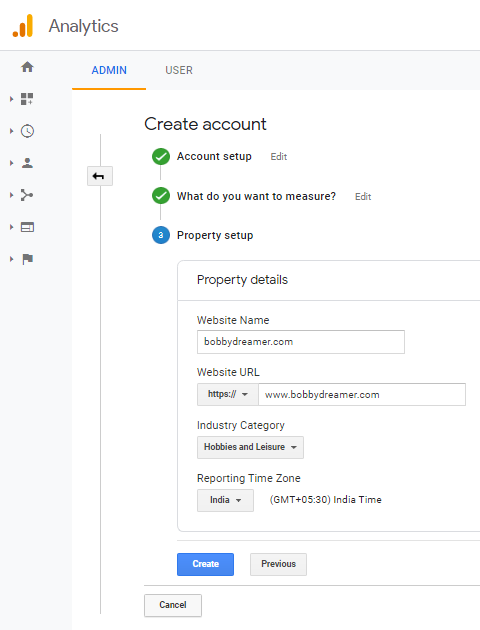 Analytics
ADMIN USER
Create account
Account setup Edit
What do you want to measure? Edit
3 Property setup
Property details
Website Name
bobbydreamer.com
Website URL
https:// www.bobbydreamer.com
Industry Category
Hobbies and Leisure
Reporting Time Zone
India (GMT+05:30) India Time
Create Previous
Cancel